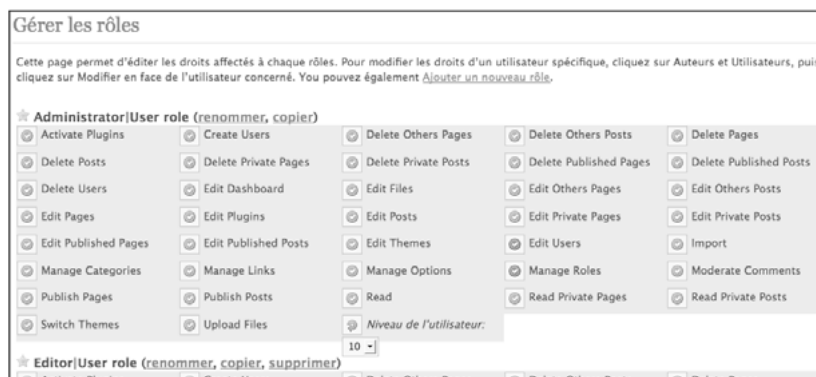 Gérer les rôles
Cette page permet d'éditer les droits affectés à chaque rôles. Pour modifier les droits d'un utilisateur spécifique, cliquez sur Auteurs et Utilisateurs, puis
cliquez sur Modifier en face de l'utilisateur concerné. You pouvez également Ajouter un nouveau rôle.
Administrator|User role (renommer, copier)
Activate Plugins Create Users Delete Others Pages Delete Others Posts Delete Pages
Delete Posts Delete Private Pages Delete Private Posts Delete Published Pages Delete Published Posts
Delete Users Edit Dashboard Edit Files Edit Others Pages Edit Others Posts
Edit Pages Edit Plugins Edit Posts Edit Private Pages Edit Private Posts
Edit Published Pages Edit Published Posts Edit Themes Edit Users Import
Manage Categories Manage Links Manage Options Manage Roles Moderate Comments
Publish Pages Publish Posts Read Read Private Pages Read Private Posts
Switch Themes Upload Files Niveau de l'utilisateur:
10
Editor|User role (renommer, copier, supprimer)